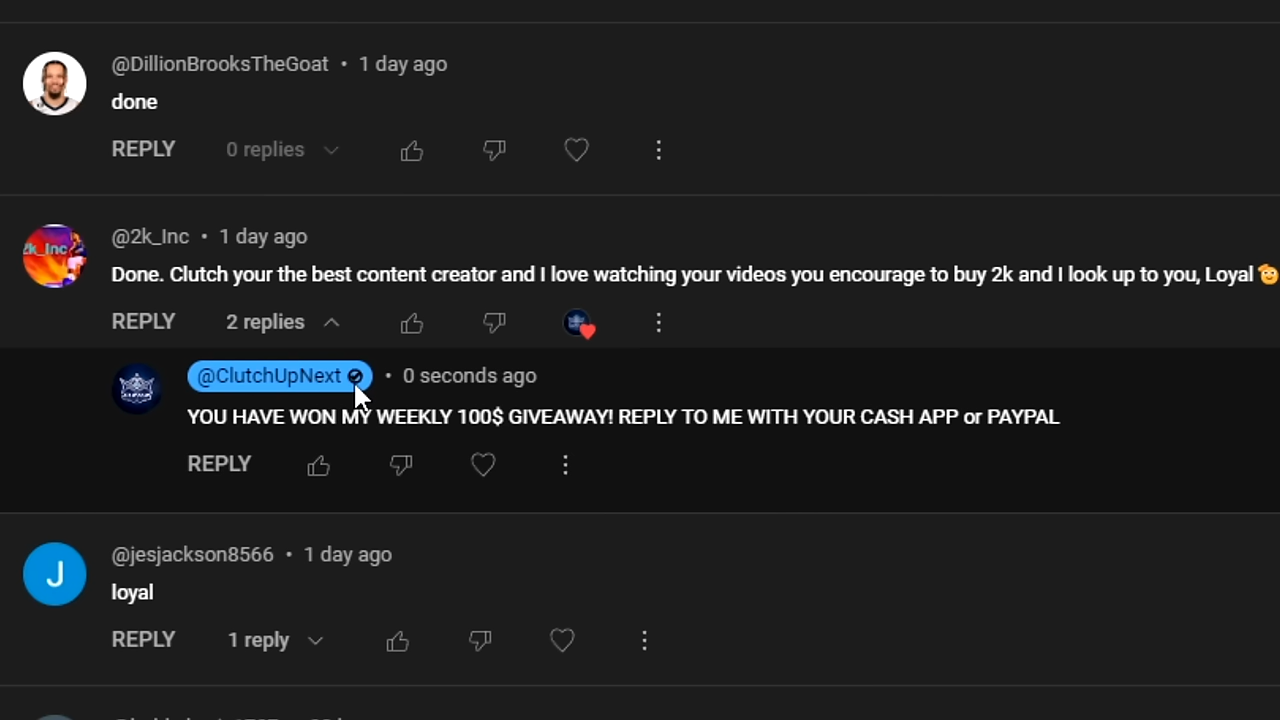 @DillionBrooksTheGoat • 1 day ago
done
REPLY 0 replies
@2k_Inc • 1 day ago
2k_Inc
Done. Clutch your the best content creator and I love watching your videos you encourage to buy 2k and I look up to you, Loyal 🫡
REPLY 2 replies
@ClutchUpNext • 0 seconds ago
YOU HAVE WON MY WEEKLY 100$ GIVEAWAY! REPLY TO ME WITH YOUR CASH APP or PAYPAL
REPLY
@jesjackson8566 • 1 day ago
J
loyal
REPLY 1 reply